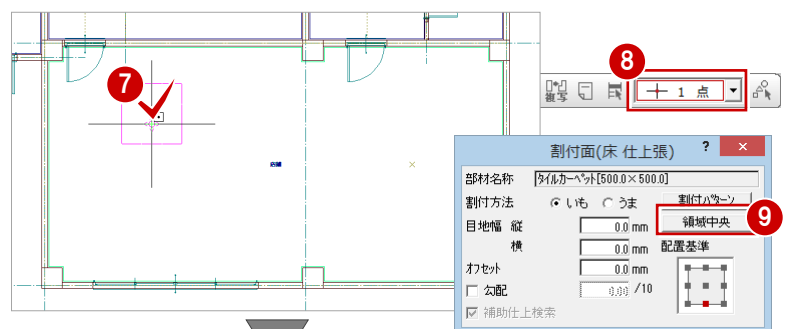 7
8
複写
1 点
割付面(床 仕上張) ? ×
部材名称 タイルカーペット[500.0×500.0]
割付方法 いも うま 割付パターン
領域中央 9
目地幅 縦 0.0 mm
横 0.0 mm 配置基準
オフセット 0.0 mm
勾配 0.00 /10
補助仕上検索